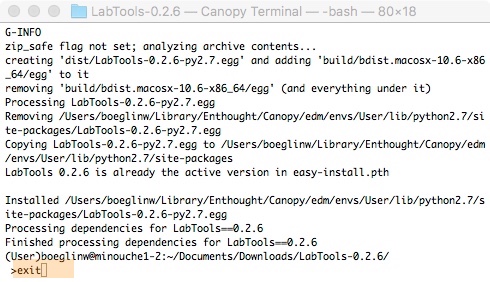 LabTools-0.2.6 — Canopy Terminal — -bash — 80×18
G-INFO
zip_safe flag not set; analyzing archive contents...
creating 'dist/LabTools-0.2.6-py2.7.egg' and adding 'build/bdist.macosx-10.6-x86
_64/egg' to it
removing 'build/bdist.macosx-10.6-x86_64/egg' (and everything under it)
Processing LabTools-0.2.6-py2.7.egg
Removing /Users/boeglinw/Library/Enthought/Canopy/edm/envs/User/lib/python2.7/si
te-packages/LabTools-0.2.6-py2.7.egg
Copying LabTools-0.2.6-py2.7.egg to /Users/boeglinw/Library/Enthought/Canopy/edm
/envs/User/lib/python2.7/site-packages
LabTools 0.2.6 is already the active version in easy-install.pth
Installed /Users/boeglinw/Library/Enthought/Canopy/edm/envs/User/lib/python2.7/s
ite-packages/LabTools-0.2.6-py2.7.egg
Processing dependencies for LabTools==0.2.6
Finished processing dependencies for LabTools==0.2.6
(User)boeglinw@minouche1-2:~/Documents/Downloads/LabTools-0.2.6/
>exit